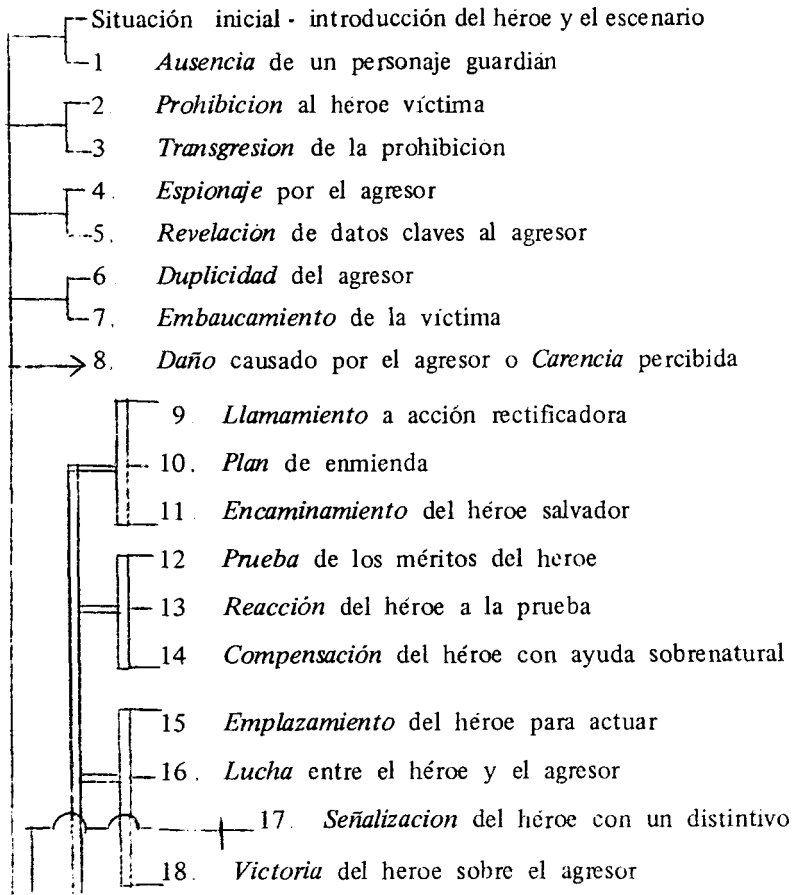 Situación inicial - introducción del héroe y el escenario
1 Ausencia de un personaje guardián
2 Prohibicion al héroe víctima
3 Transgresion de la prohibicion
4. Espionaje por el agresor
5. Revelación de datos claves al agresor
6 Duplicidad del agresor
7. Embaucamiento de la víctima
8. Daño causado por el agresor o Carencia percibida
9 Llamamiento a acción rectificadora
10. Plan de enmienda
11. Encaminamiento del héroe salvador
12 Prueba de los méritos del heroe
13 Reacción del héroe a la prueba
14 Compensación del héroe con ayuda sobrenatural
15 Emplazamiento del héroe para actuar
16. Lucha entre el héroe y el agresor
17. Señalizacion del héroe con un distintivo
18. Victoria del heroe sobre el agresor